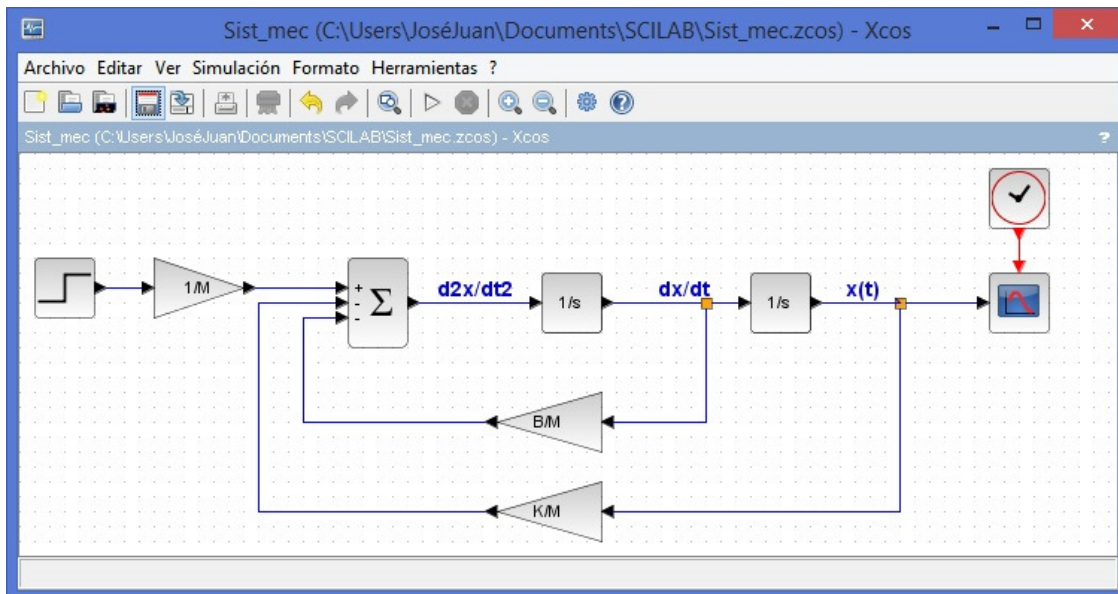 Sist_mec (C:\Users\JoséJuan\Documents\SCILAB\Sist_mec.zcos) - Xcos
Archivo Editar Ver Simulación Formato Herramientas ?
Sist_mec (C:\Users\JoséJuan\Documents\SCILAB\Sist_mec.zcos) - Xcos ?
1/M + - - Σ d2x/dt2 1/s dx/dt 1/s x(t)
B/M
K/M